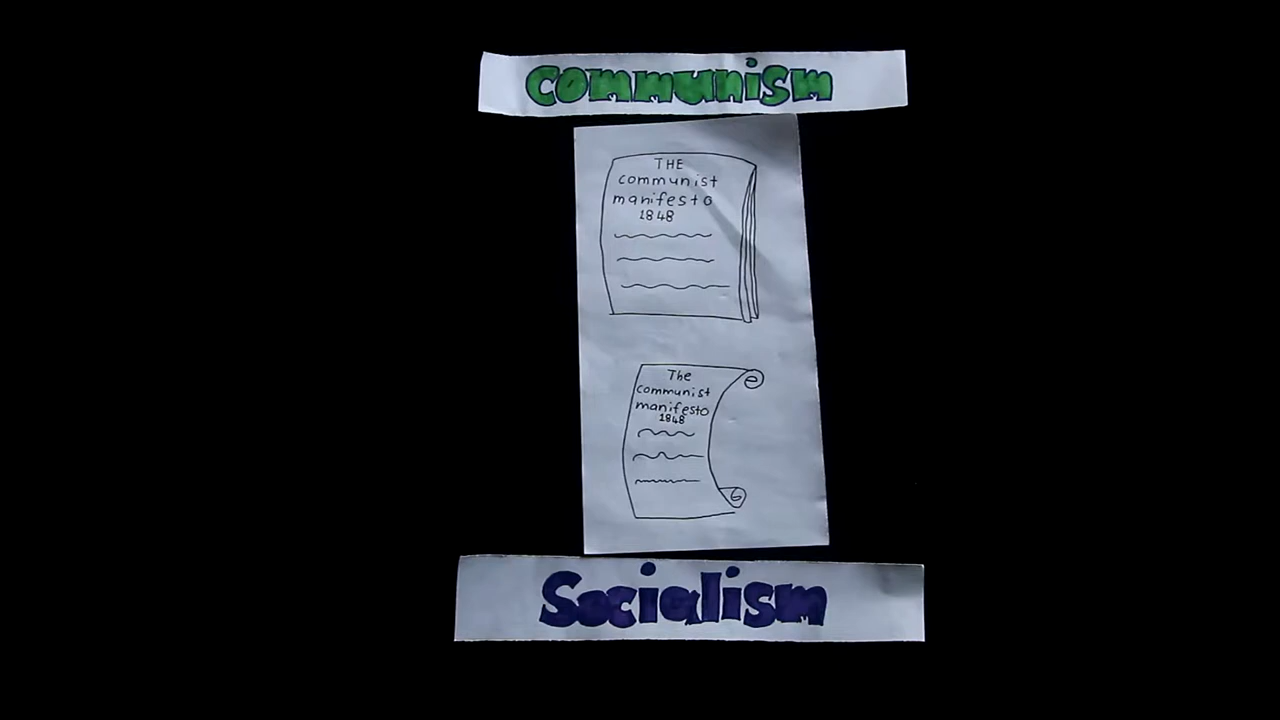 communism
THE
communist
manifesto
1848
The
communist
manifesto
1848
Socialism